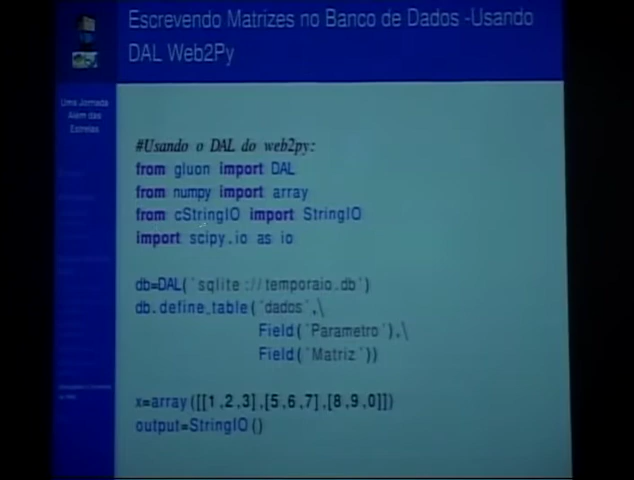 Escrevendo Matrizes no Banco de Dados -Usando
DAL Web2Py
Uma Jornada
Além das
Estrelas
#Usando o DAL do web2py:
from gluon import DAL
from numpy import array
from cStringIO import StringIO
import scipy.io as io
db=DAL(`sqlite://temporaio.db`)
db.define_table(`dados`,\
Field(`Parametro`),\
Field(`Matriz`))
x=array([[1,2,3],[5,6,7],[8,9,0]])
output=StringIO()